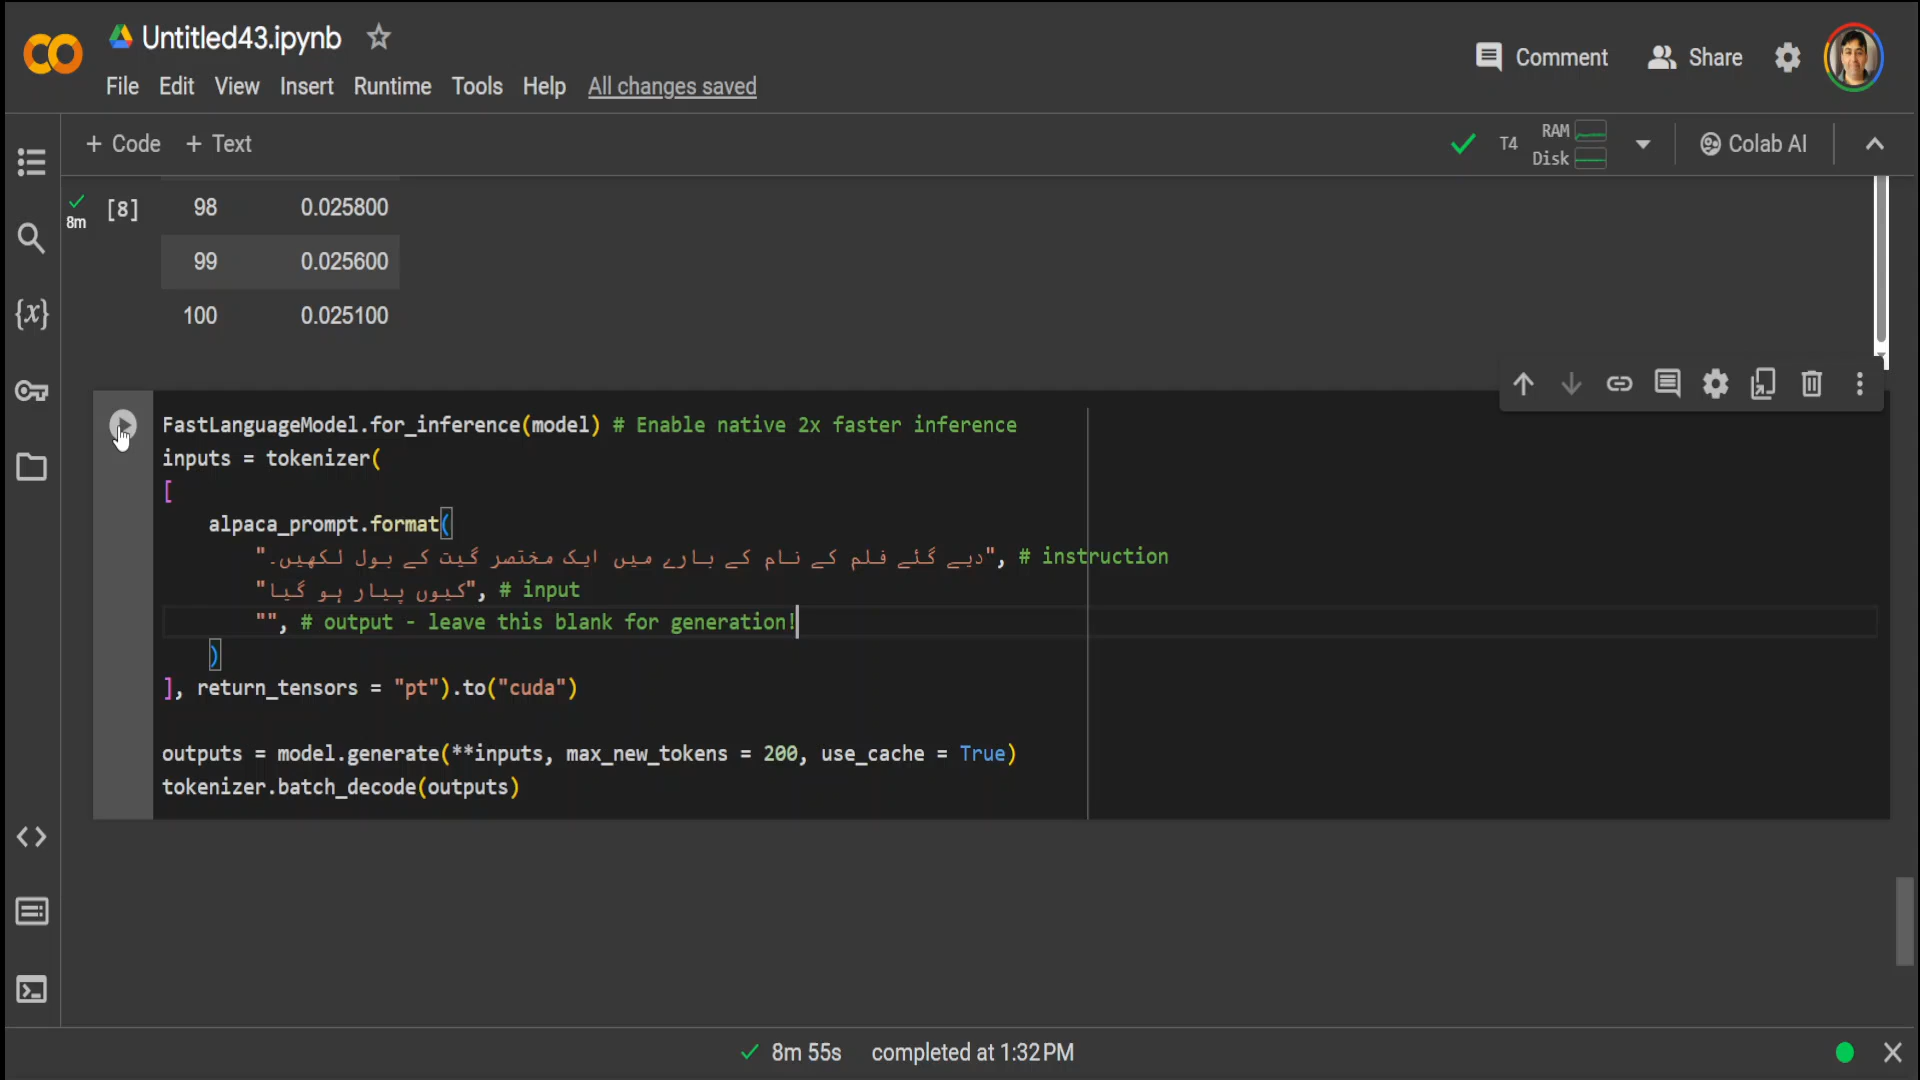 Untitled43.ipynb
File Edit View Insert Runtime Tools Help All changes saved
Comment Share
+ Code + Text
T4 RAM Disk Colab AI
8m [8] 98 0.025800
99 0.025600
100 0.025100
FastLanguageModel.for_inference(model) # Enable native 2x faster inference
inputs = tokenizer(
[
alpaca_prompt.format(
"دیے گئے فلم کے نام کے بارے میں ایک مختصر گیت کے بول لکھیں۔", # instruction
"کیوں پیار ہو گیا", # input
"", # output - leave this blank for generation!
)
], return_tensors = "pt").to("cuda")
outputs = model.generate(**inputs, max_new_tokens = 200, use_cache = True)
tokenizer.batch_decode(outputs)
8m 55s completed at 1:32 PM